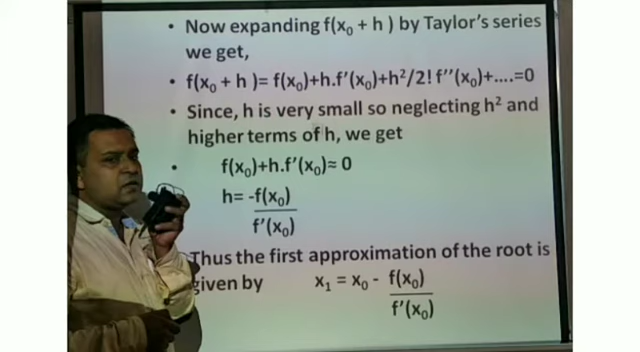 • Now expanding f(x₀ + h ) by Taylor's series
we get,
• f(x₀ + h )= f(x₀)+h.f'(x₀)+h²/2! f''(x₀)+....=0
• Since, h is very small so neglecting h² and
higher terms of h, we get
• f(x₀)+h.f'(x₀)≈ 0
h= -f(x₀)
f'(x₀)
Thus the first approximation of the root is
given by x₁ = x₀ - f(x₀)
f'(x₀)